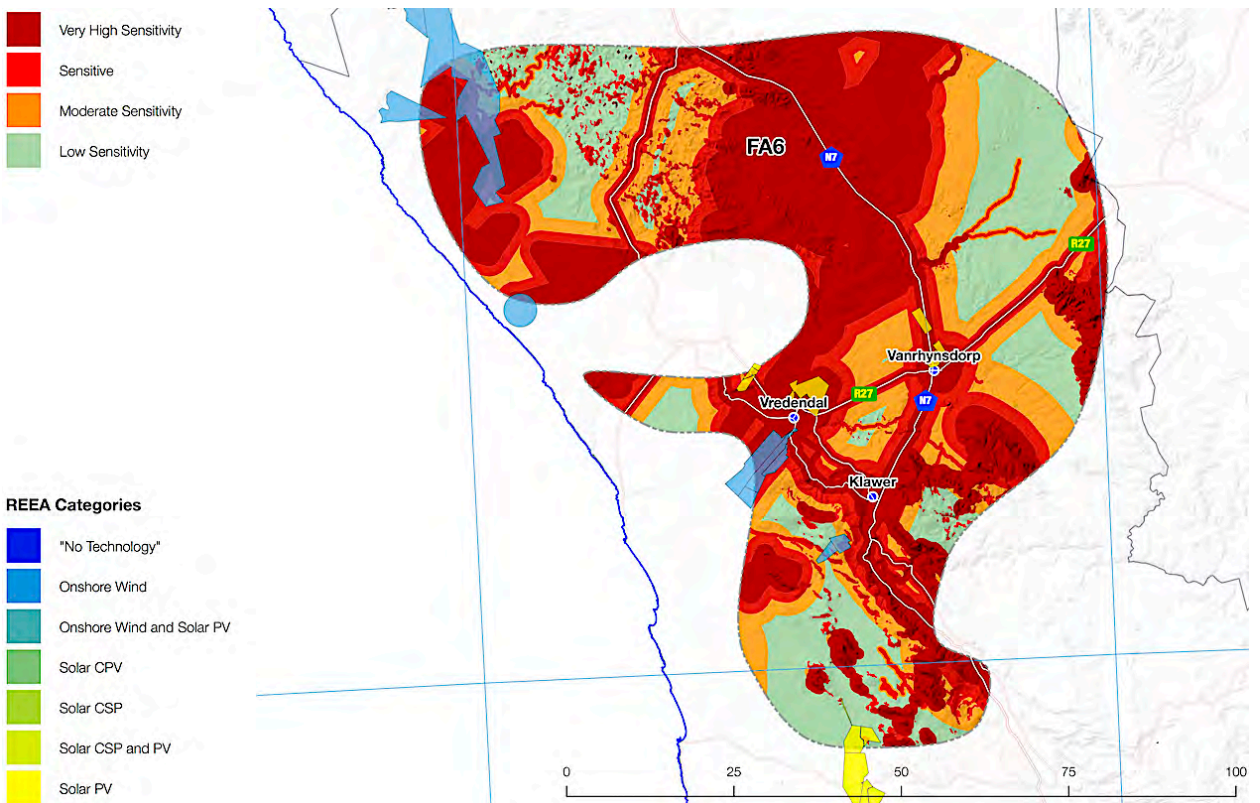 Very High Sensitivity
Sensitive
Moderate Sensitivity
Low Sensitivity
FA6
N7
R27
Vanrhynsdorp
R27
N7
Vredendal
Klawer
REEA Categories
"No Technology"
Onshore Wind
Onshore Wind and Solar PV
Solar CPV
Solar CSP
Solar CSP and PV
Solar PV
0 25 50 75 100